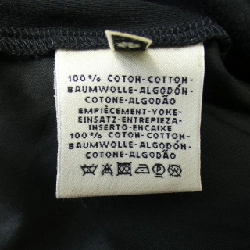 100% COTON-COTTON-
BAUMWOLLE-ALGODÓN-
COTONE-ALGODÃO
EMPIÈCEMENT-YOKE-
EINSATZ-ENTREPIEZA-
INSERTO-ENCAIXE
100% COTON-COTTON-
BAUMWOLLE-ALGODÓN-
COTONE-ALGODÃO